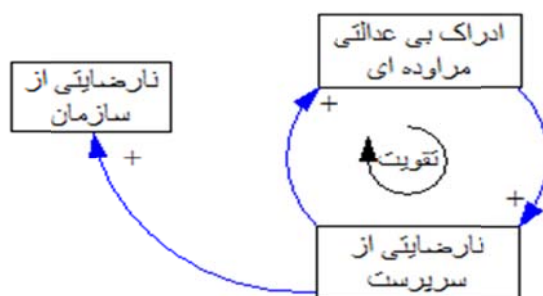 ادراک بی عدالتی
مراوده ای
نارضایتی از
سازمان
+
+
تقویت
+
نارضایتی از
سرپرست